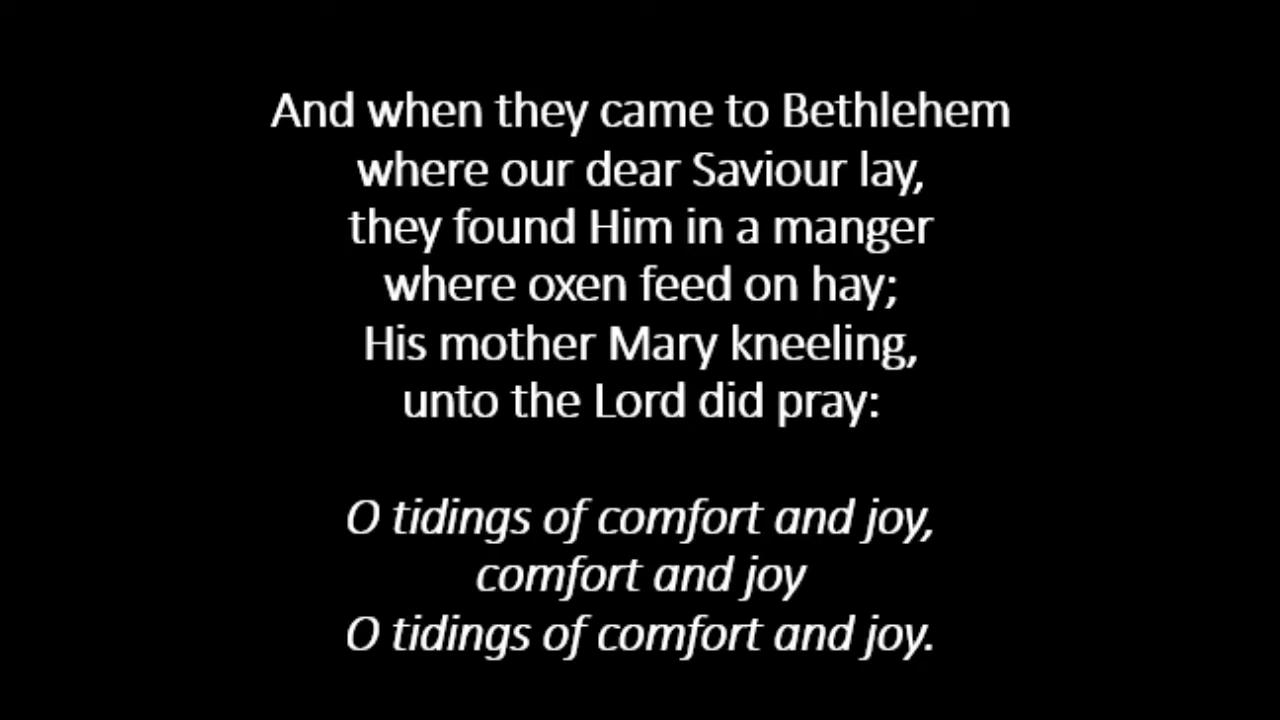 And when they came to Bethlehem
where our dear Saviour lay,
they found Him in a manger
where oxen feed on hay;
His mother Mary kneeling,
unto the Lord did pray:
O tidings of comfort and joy,
comfort and joy
O tidings of comfort and joy.